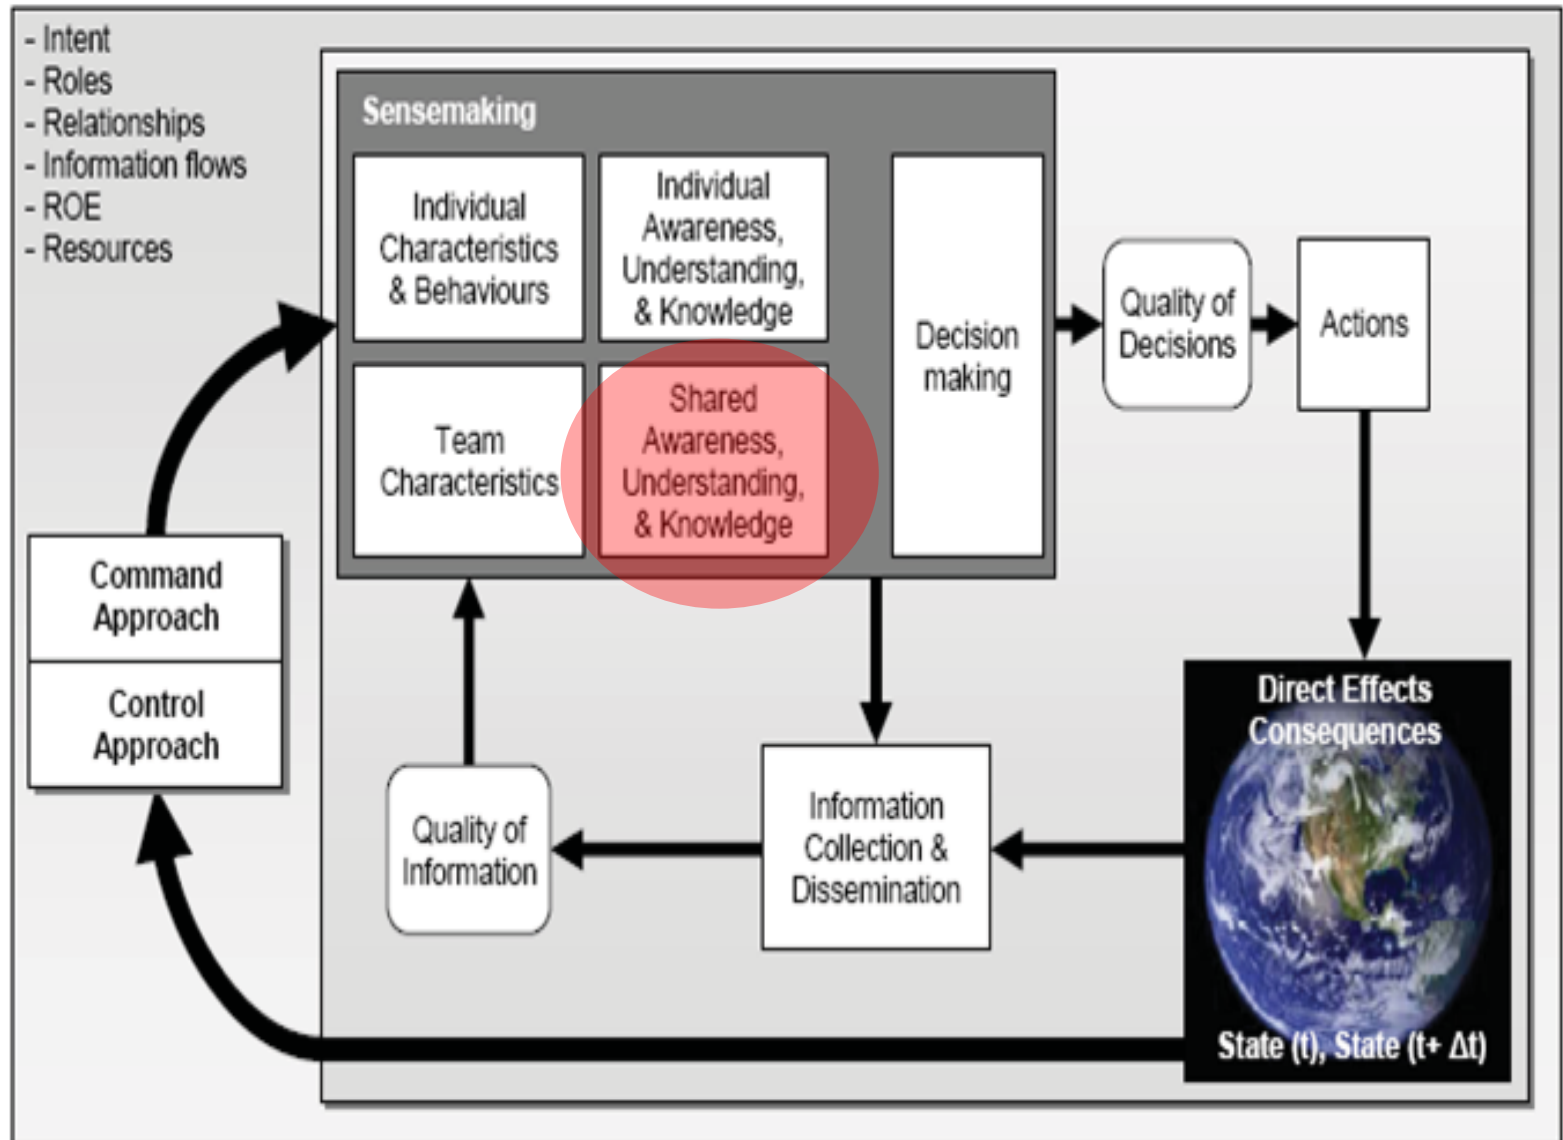 - Intent
- Roles
- Relationships
- Information flows
- ROE
- Resources
Sensemaking
Individual
Characteristics
& Behaviours
Individual
Awareness,
Understanding,
& Knowledge
Team
Characteristics
Shared
Awareness,
Understanding,
& Knowledge
Decision
making
Quality of
Decisions
Actions
Command
Approach
Control
Approach
Quality of
Information
Information
Collection &
Dissemination
Direct Effects
Consequences
State (t), State (t+ Δt)